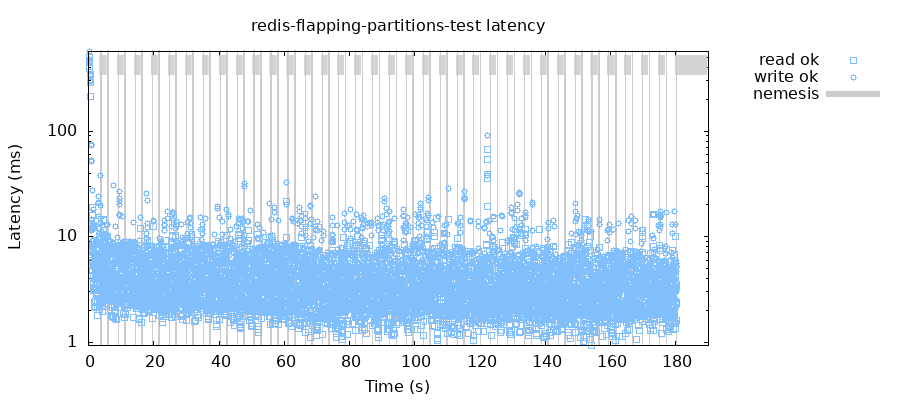 redis-flapping-partitions-test latency
read ok
write ok
nemesis
100
10
1
Latency (ms)
0 20 40 60 80 100 120 140 160 180
Time (s)